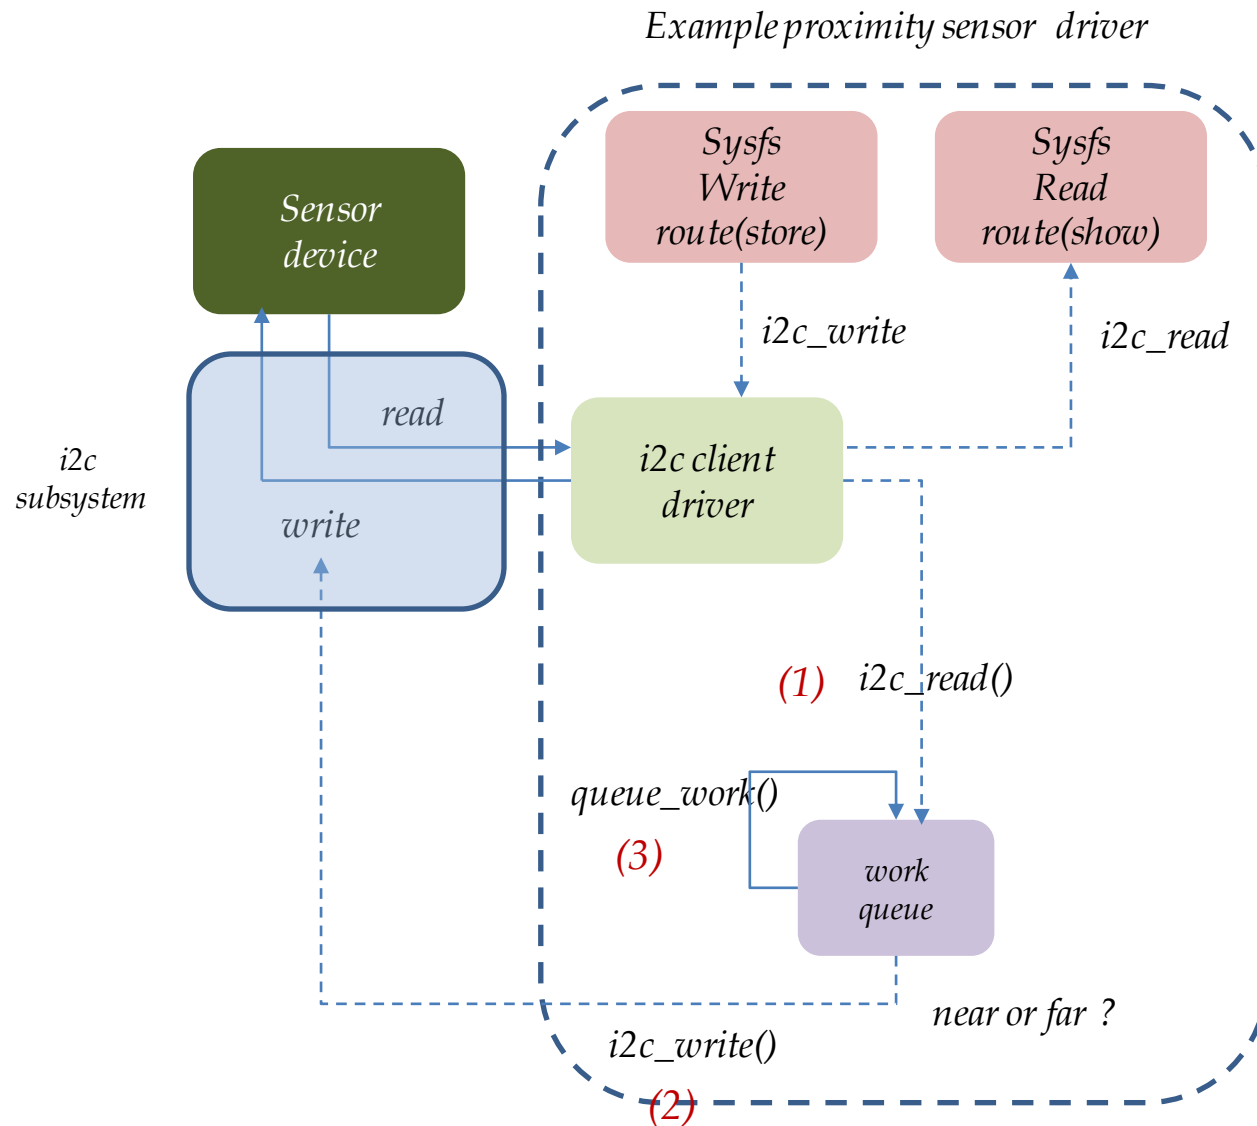 Example proximity sensor driver
Sysfs
Write
route(store)
Sysfs
Read
route(show)
Sensor
device
i2c_write
i2c_read
read
i2c
subsystem
i2c client
driver
write
(1) i2c_read()
queue_work()
(3)
work
queue
near or far ?
i2c_write()
(2)